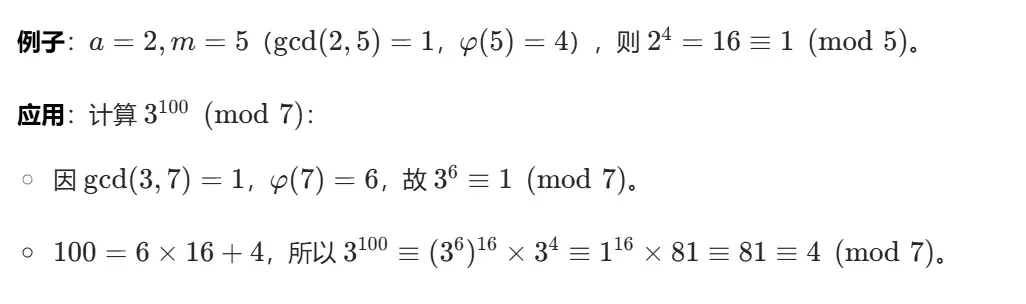 例子：a = 2, m = 5（gcd(2, 5) = 1，φ(5) = 4），则 2⁴ = 16 ≡ 1 (mod 5)。
应用：计算 3¹⁰⁰ (mod 7)：
○ 因 gcd(3, 7) = 1，φ(7) = 6，故 3⁶ ≡ 1 (mod 7)。
○ 100 = 6 × 16 + 4，所以 3¹⁰⁰ ≡ (3⁶)¹⁶ × 3⁴ ≡ 1¹⁶ × 81 ≡ 81 ≡ 4 (mod 7)。